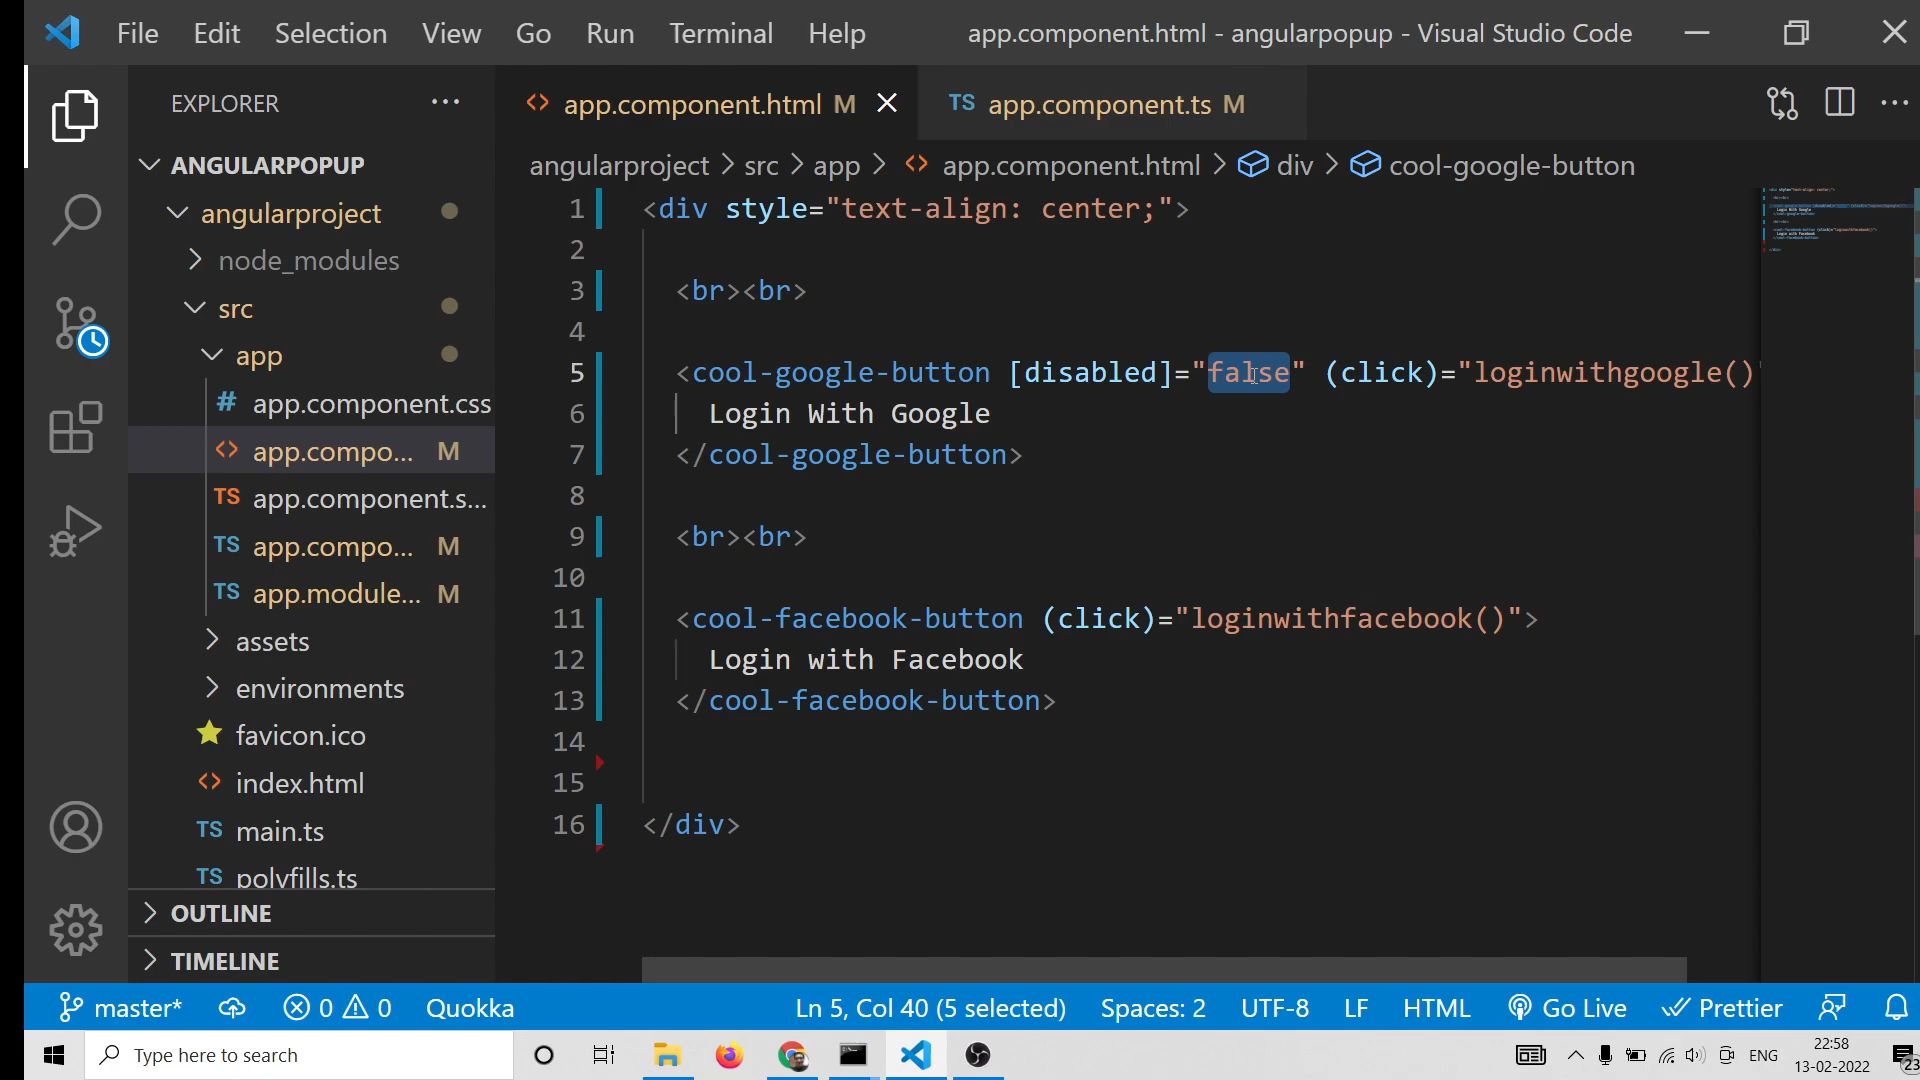 File Edit Selection View Go Run Terminal Help app.component.html - angularpopup - Visual Studio Code
EXPLORER
app.component.html M
TS app.component.ts M
ANGULARPOPUP
angularproject
node_modules
src
app
# app.component.css
app.compo... M
TS app.component.s...
TS app.compo... M
TS app.module... M
assets
environments
favicon.ico
index.html
TS main.ts
TS polyfills.ts
OUTLINE
TIMELINE
angularproject > src > app > app.component.html > div > cool-google-button
1 <div style="text-align: center;">
2
3 <br><br>
4
5 <cool-google-button [disabled]="false" (click)="loginwithgoogle()"
6 Login With Google
7 </cool-google-button>
8
9 <br><br>
10
11 <cool-facebook-button (click)="loginwithfacebook()">
12 Login with Facebook
13 </cool-facebook-button>
14
15
16 </div>
master* 0 0 Quokka Ln 5, Col 40 (5 selected) Spaces: 2 UTF-8 LF HTML Go Live Prettier
Type here to search
ENG
22:58
13-02-2022
23